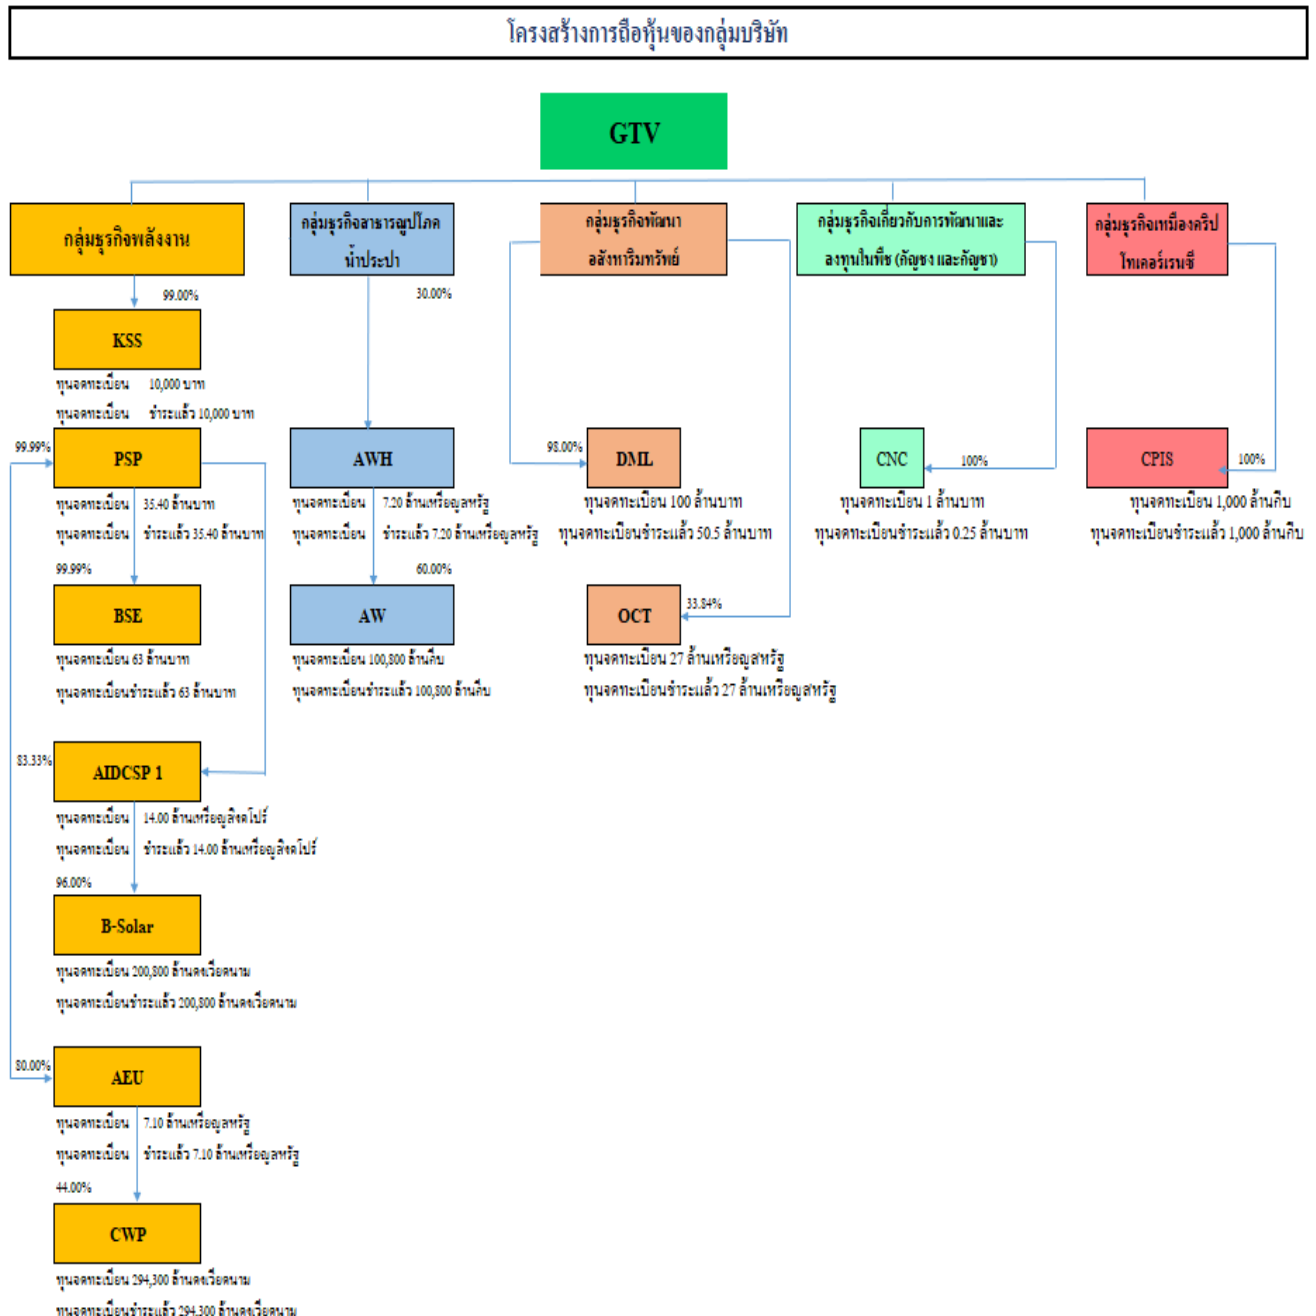 โครงสร้างการถือหุ้นของกลุ่มบริษัท
GTV
กลุ่มธุรกิจพลังงาน
กลุ่มธุรกิจสาธารณูปโภค
น้ำประปา
กลุ่มธุรกิจพัฒนา
อสังหาริมทรัพย์
กลุ่มธุรกิจเกี่ยวกับการพัฒนาและ
ลงทุนในพืช (กัญชง และกัญชา)
กลุ่มธุรกิจเหมืองคริป
โทเคอร์เรนซี่
99.00%
30.00%
KSS
ทุนจดทะเบียน 10,000 บาท
ทุนจดทะเบียน ชำระแล้ว 10,000 บาท
99.99%
PSP
ทุนจดทะเบียน 35.40 ล้านบาท
ทุนจดทะเบียน ชำระแล้ว 35.40 ล้านบาท
99.99%
BSE
ทุนจดทะเบียน 63 ล้านบาท
ทุนจดทะเบียนชำระแล้ว 63 ล้านบาท
83.33%
AIDCSP 1
ทุนจดทะเบียน 14.00 ล้านเหรียญสิงคโปร์
ทุนจดทะเบียน ชำระแล้ว 14.00 ล้านเหรียญสิงคโปร์
96.00%
B-Solar
ทุนจดทะเบียน 200,800 ล้านดงเวียดนาม
ทุนจดทะเบียนชำระแล้ว 200,800 ล้านดงเวียดนาม
80.00%
AEU
ทุนจดทะเบียน 7.10 ล้านเหรียญสหรัฐ
ทุนจดทะเบียน ชำระแล้ว 7.10 ล้านเหรียญสหรัฐ
44.00%
CWP
ทุนจดทะเบียน 294,300 ล้านดงเวียดนาม
ทุนจดทะเบียนชำระแล้ว 294,300 ล้านดงเวียดนาม
AWH
ทุนจดทะเบียน 7.20 ล้านเหรียญสหรัฐ
ทุนจดทะเบียน ชำระแล้ว 7.20 ล้านเหรียญสหรัฐ
60.00%
AW
ทุนจดทะเบียน 100,800 ล้านกีบ
ทุนจดทะเบียนชำระแล้ว 100,800 ล้านกีบ
98.00%
DML
ทุนจดทะเบียน 100 ล้านบาท
ทุนจดทะเบียนชำระแล้ว 50.5 ล้านบาท
OCT
33.84%
ทุนจดทะเบียน 27 ล้านเหรียญสหรัฐ
ทุนจดทะเบียนชำระแล้ว 27 ล้านเหรียญสหรัฐ
CNC
100%
ทุนจดทะเบียน 1 ล้านบาท
ทุนจดทะเบียนชำระแล้ว 0.25 ล้านบาท
CPIS
100%
ทุนจดทะเบียน 1,000 ล้านกีบ
ทุนจดทะเบียนชำระแล้ว 1,000 ล้านกีบ